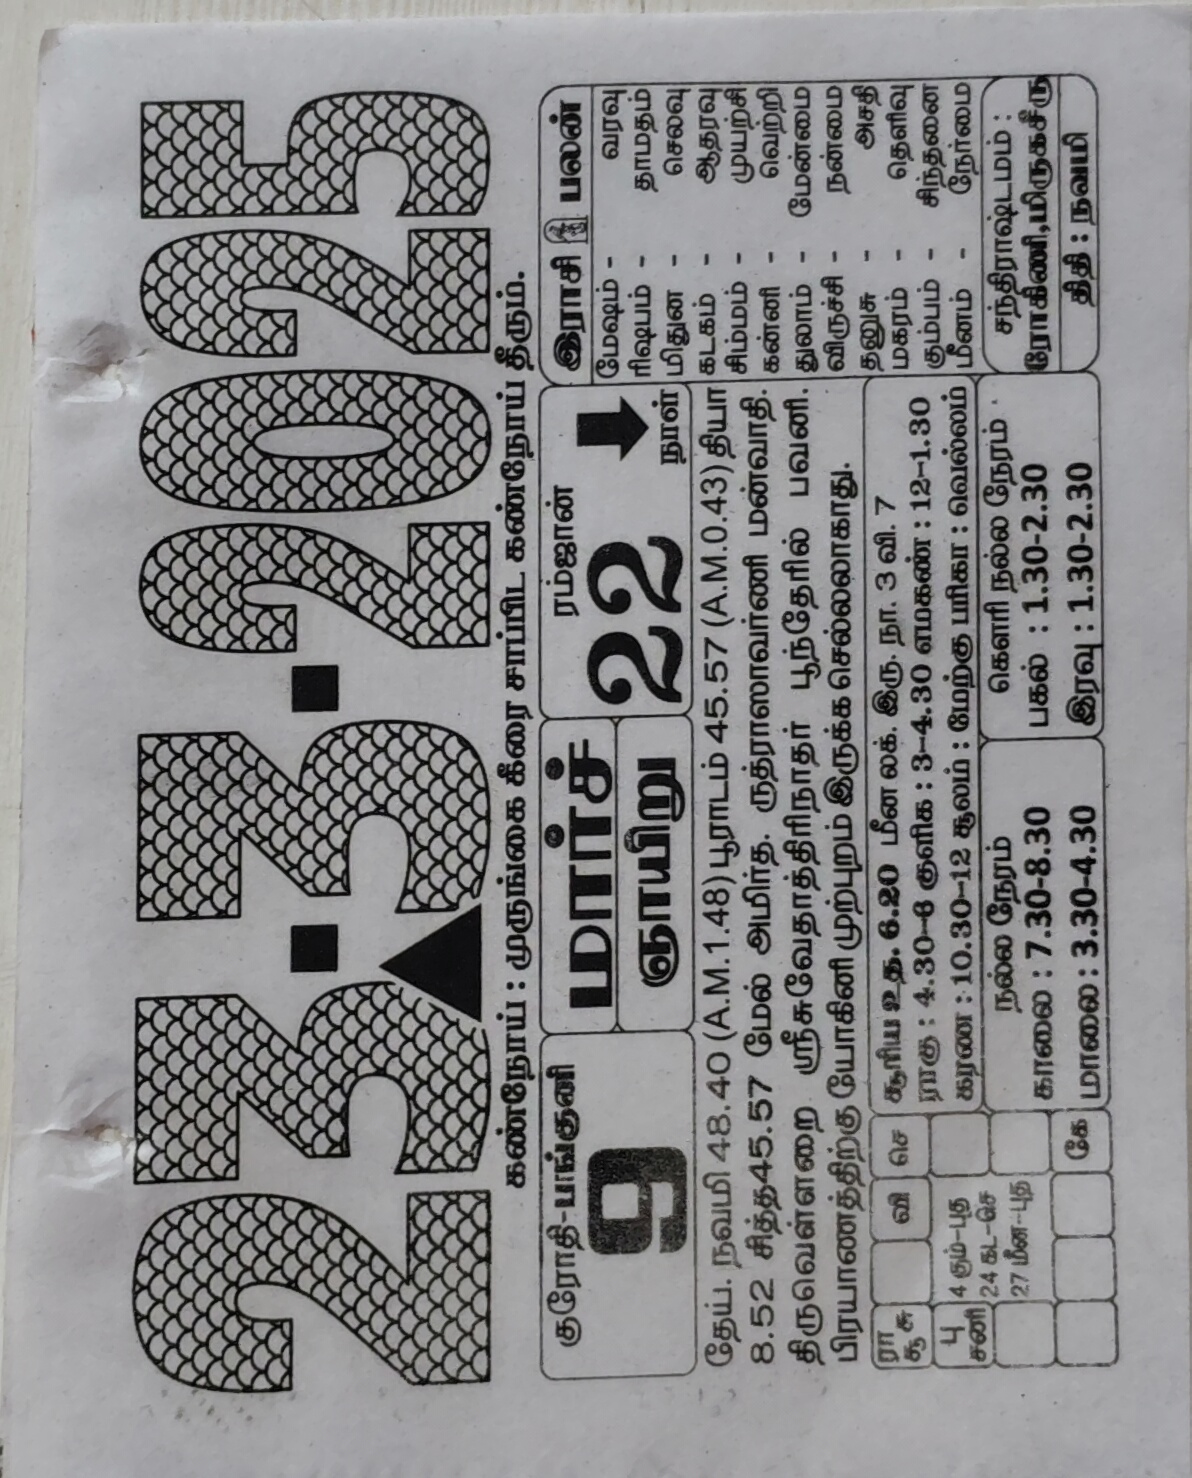 23.3.2025
கண்நோய் : முருங்கை கீரை சாப்பிட கண்நோய் தீரும்.
குரோதி-பங்குனி
9
மார்ச்
ஞாயிறு
ரம்ஜான்
22
நாள்
தேய். நவமி 48.40 (A.M.1.48) பூராடம் 45.57 (A.M.0.43) தியா
8.52 சித்த45.57 மேல் அமிர்த. ருத்ராஸாவர்ணி மன்வாதி.
திருவெள்ளறை ஸ்ரீசுவேதாத்திரிநாதர் பூந்தேரில் பவனி.
பிரயாணத்திற்கு யோகினி முற்புறம் இருக்க செல்லலாகாது.
இராசி பலன்
மேஷம் - வரவு
ரிஷபம் - தாமதம்
மிதுன - செலவு
கடகம் - ஆதரவு
சிம்மம் - முயற்சி
கன்னி - வெற்றி
துலாம் - மேன்மை
விருச்சி - நன்மை
தனுசு - அசதி
மகரம் - தெளிவு
கும்பம் - சிந்தனை
மீனம் - நேர்மை
சந்திராஷ்டமம் :
ரோகிணி,மிருகசீரு
திதி : நவமி
ரா சூ சு
வி
செ
பு சனி
4 கும்-புத
24 கட-செ
27 மீன-புத
கே
சூரிய உத. 6.20 மீன லக். இரு. நா. 3 வி. 7
ராகு : 4.30-6 குளிக : 3-4.30 எமகண் : 12-1.30
கரண : 10.30-12 சூலம் : மேற்கு பரிகா : வெல்லம்
நல்ல நேரம்
காலை : 7.30-8.30
மாலை : 3.30-4.30
கௌரி நல்ல நேரம்
பகல் : 1.30-2.30
இரவு : 1.30-2.30